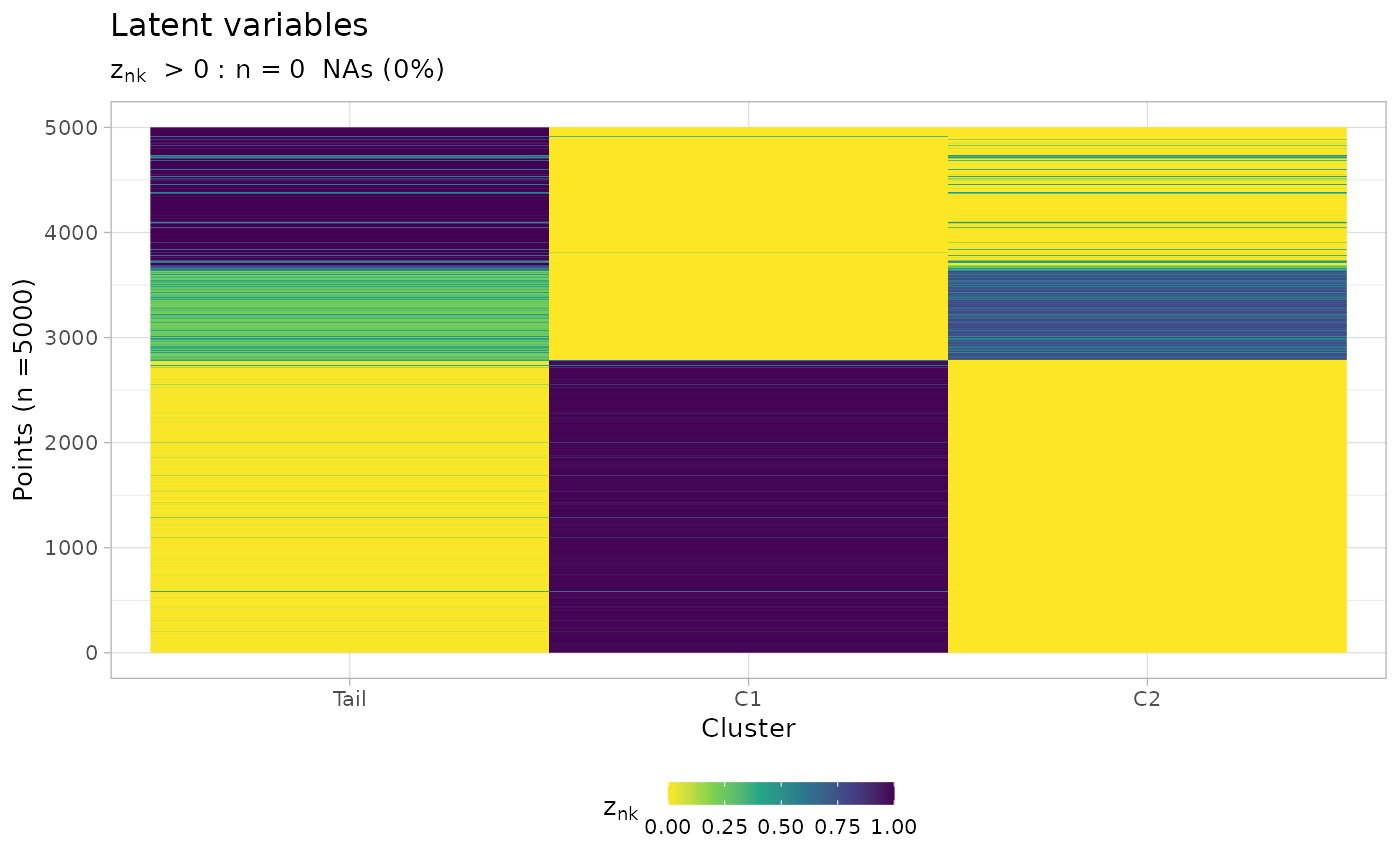 Latent variables
znk > 0 : n = 0 NAs (0%)
Points (n =5000)
5000
4000
3000
2000
1000
0
Tail C1 C2
Cluster
znk
0.00 0.25 0.50 0.75 1.00